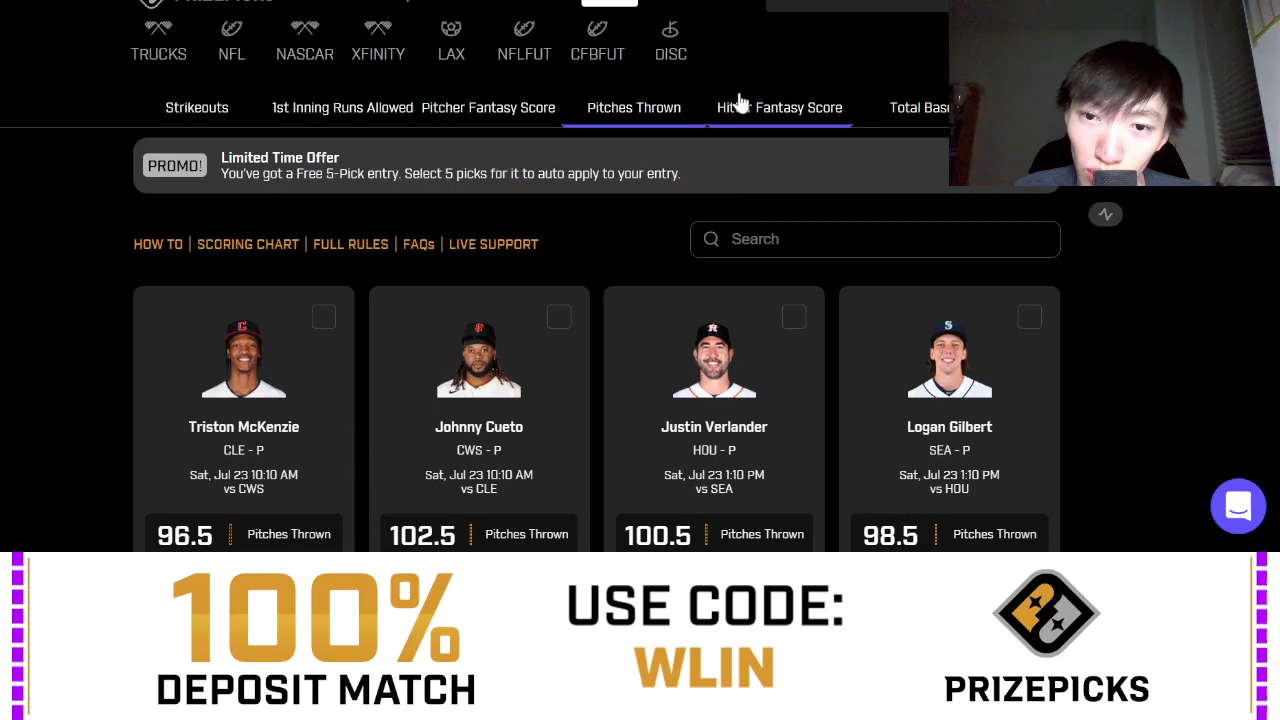 TRUCKS NFL NASCAR XFINITY LAX NFLFUT CFBFUT DISC
Strikeouts 1st Inning Runs Allowed Pitcher Fantasy Score Pitches Thrown Fantasy Score Total
PROMO!
Limited Time Offer
You've got a Free 5-Pick entry. Select 5 picks for it to auto apply to your entry.
HOW TO | SCORING CHART | FULL RULES | FAQs | LIVE SUPPORT
Search
Triston McKenzie
CLE - P
Sat, Jul 23 10:10 AM
vs CWS
96.5 Pitches Thrown
Johnny Cueto
CWS - P
Sat, Jul 23 10:10 AM
vs CLE
102.5 Pitches Thrown
Justin Verlander
HOU - P
Sat, Jul 23 1:10 PM
vs SEA
100.5 Pitches Thrown
Logan Gilbert
SEA - P
Sat, Jul 23 1:10 PM
vs HOU
98.5 Pitches Thrown
100%
DEPOSIT MATCH
USE CODE:
WLIN
PRIZEPICKS